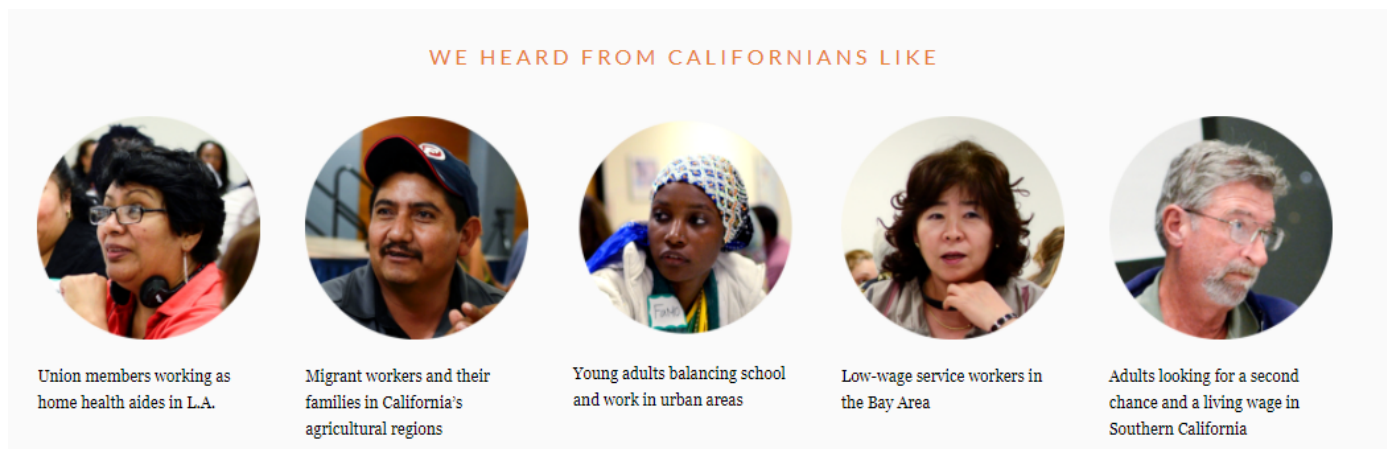 WE HEARD FROM CALIFORNIANS LIKE
Union members working as
home health aides in L.A.
Migrant workers and their
families in California's
agricultural regions
FaMo
Young adults balancing school
and work in urban areas
Low-wage service workers in
the Bay Area
Adults looking for a second
chance and a living wage in
Southern California